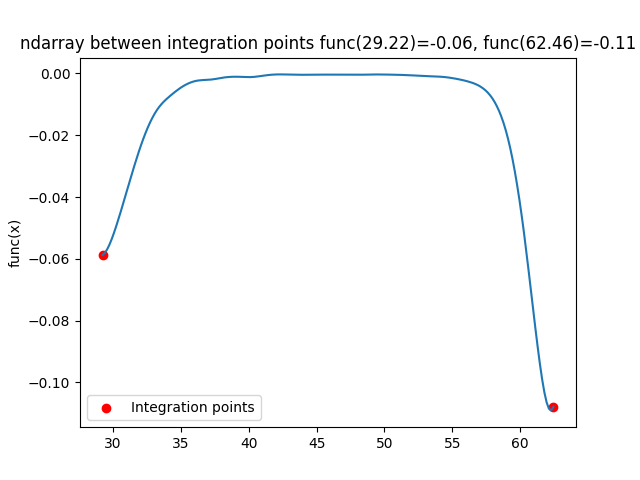 ndarray between integration points func(29.22)=-0.06, func(62.46)=-0.11
0.00
−0.02
−0.04
−0.06
−0.08
−0.10
func(x)
Integration points
30 35 40 45 50 55 60